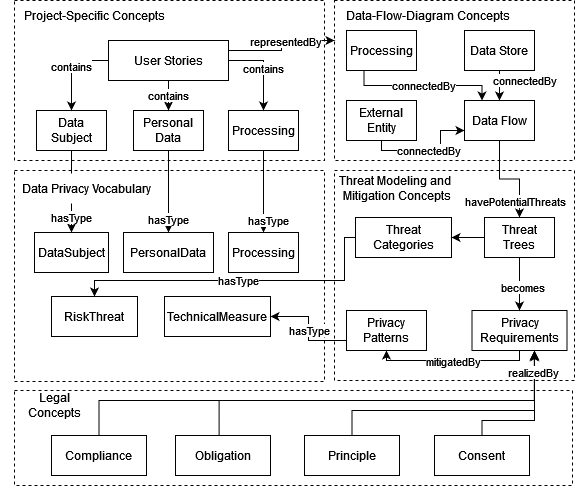 Project-Specific Concepts
Data-Flow-Diagram Concepts
User Stories
representedBy
Processing
Data Store
contains
contains
contains
connectedBy
connectedBy
Data
Subject
Personal
Data
Processing
External
Entity
Data Flow
connectedBy
Data Privacy Vocabulary
Threat Modeling and
Mitigation Concepts
havePotentialThreats
hasType
hasType
hasType
DataSubject
PersonalData
Processing
Threat
Categories
Threat
Trees
hasType
becomes
RiskThreat
TechnicalMeasure
hasType
Privacy
Patterns
Privacy
Requirements
mitigatedBy
realizedBy
Legal
Concepts
Compliance
Obligation
Principle
Consent